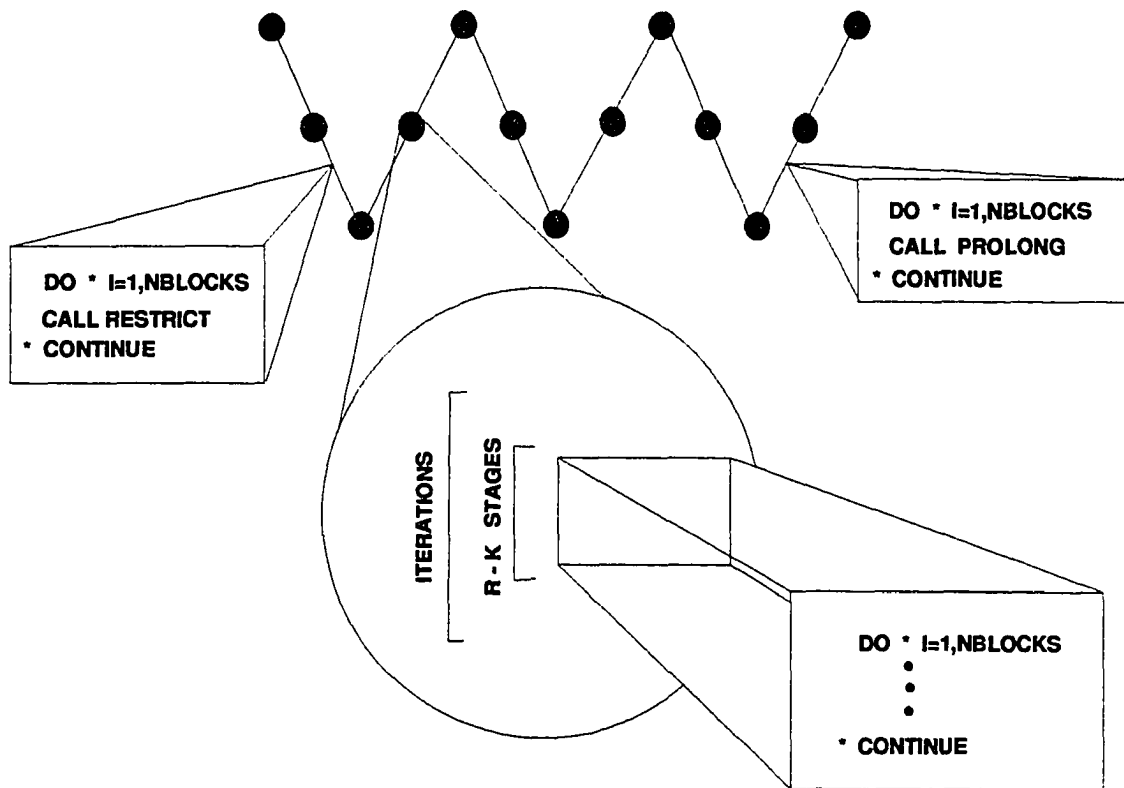 DO * I=1,NBLOCKS
CALL RESTRICT
* CONTINUE
DO * I=1,NBLOCKS
CALL PROLONG
* CONTINUE
ITERATIONS
R - K STAGES
DO * I=1,NBLOCKS
* CONTINUE